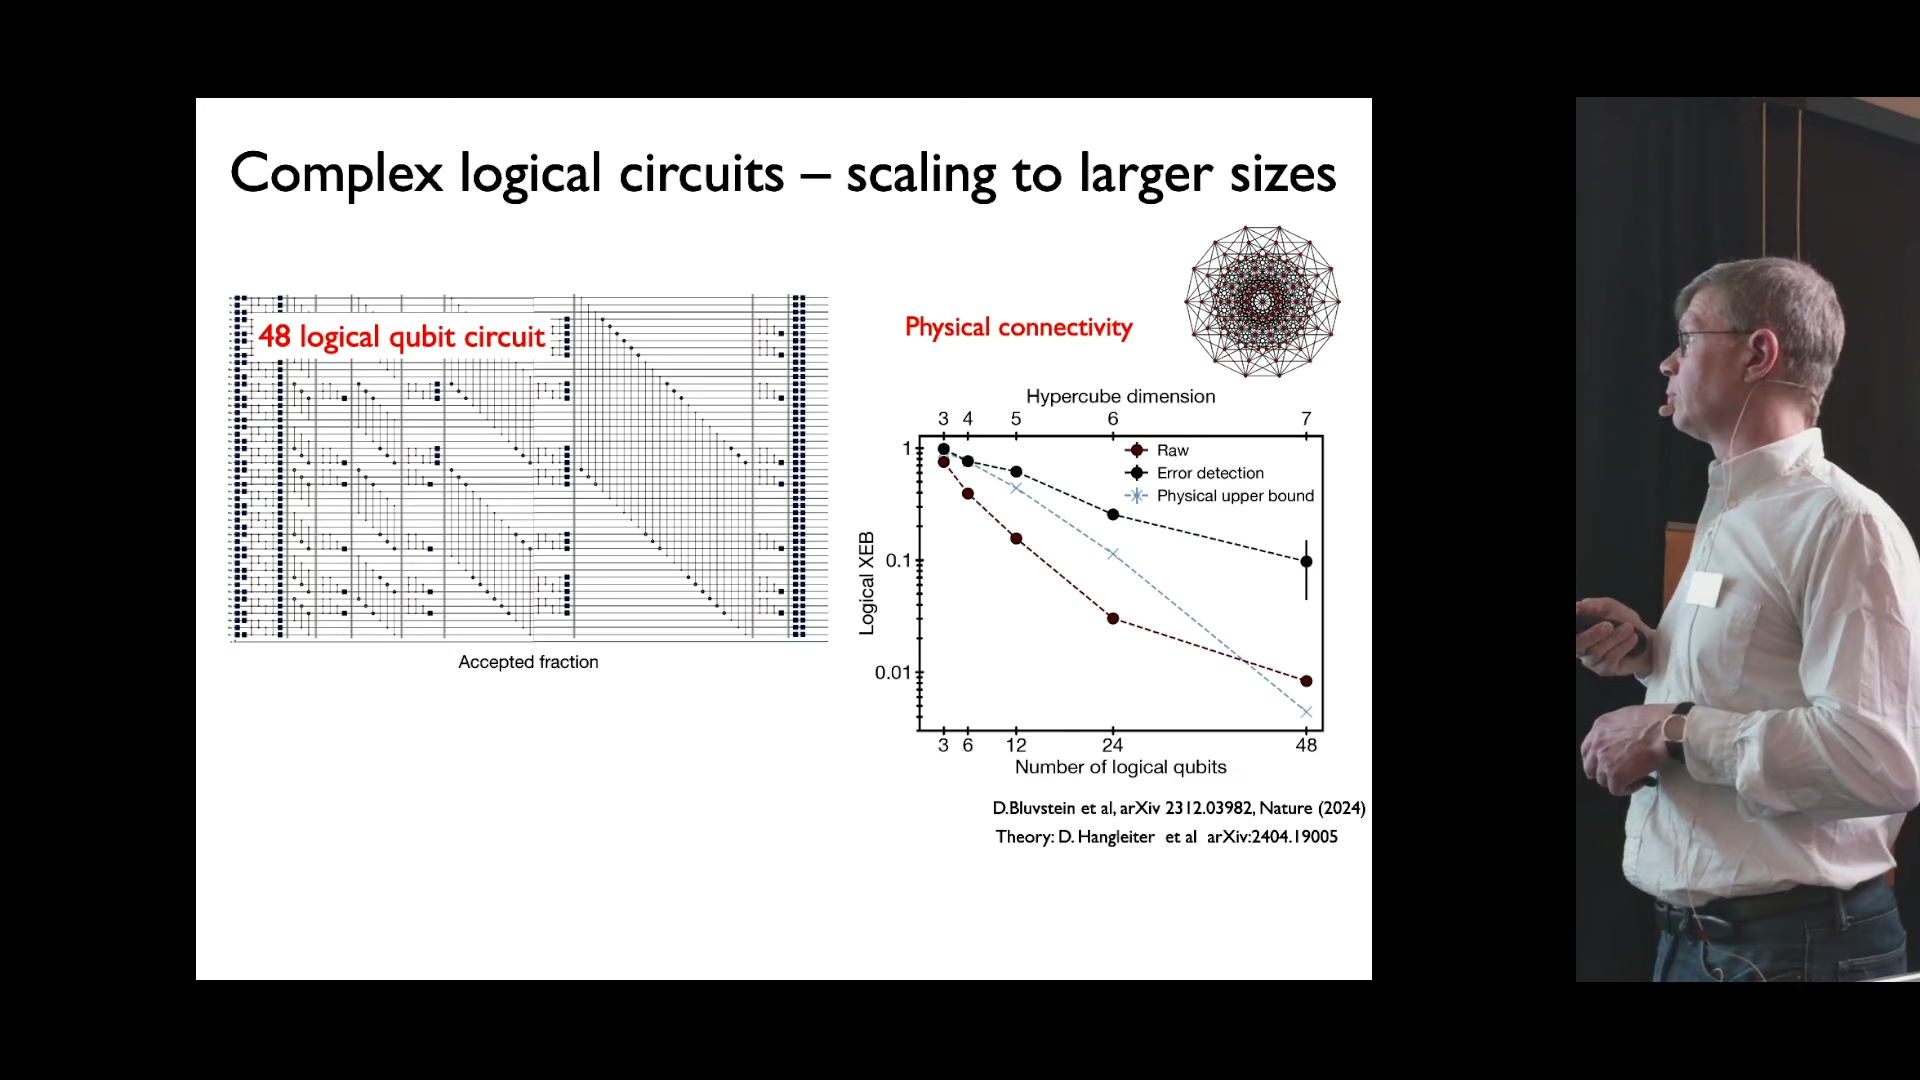 Complex logical circuits – scaling to larger sizes
48 logical qubit circuit
Accepted fraction
Physical connectivity
Hypercube dimension
3 4 5 6 7
Raw
Error detection
Physical upper bound
Logical XEB
1
0.1
0.01
3 6 12 24 48
Number of logical qubits
D.Bluvstein et al, arXiv 2312.03982, Nature (2024)
Theory: D. Hangleiter et al arXiv:2404.19005